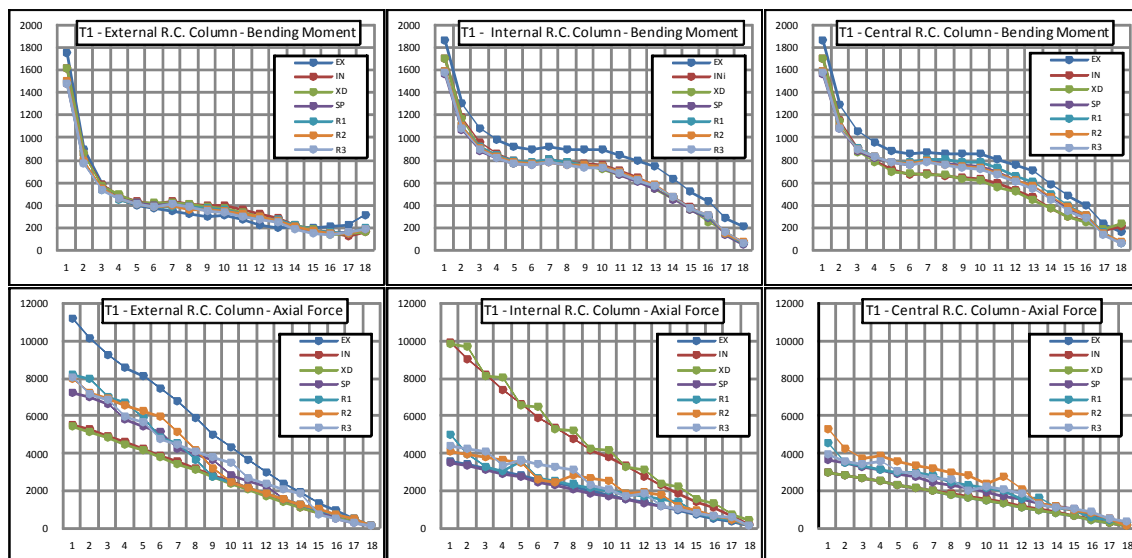 T1 - External R.C. Column - Bending Moment
2000
1800
1600
1400
1200
1000
800
600
400
200
0
EX
IN
XD
SP
R1
R2
R3
1 2 3 4 5 6 7 8 9 10 11 12 13 14 15 16 17 18
T1 - Internal R.C. Column - Bending Moment
2000
1800
1600
1400
1200
1000
800
600
400
200
0
EX
INi
XD
SP
R1
R2
R3
1 2 3 4 5 6 7 8 9 10 11 12 13 14 15 16 17 18
T1 - Central R.C. Column - Bending Moment
2000
1800
1600
1400
1200
1000
800
600
400
200
0
EX
IN
XD
SP
R1
R2
R3
1 2 3 4 5 6 7 8 9 10 11 12 13 14 15 16 17 18
T1 - External R.C. Column - Axial Force
12000
10000
8000
6000
4000
2000
0
EX
IN
XD
SP
R1
R2
R3
1 2 3 4 5 6 7 8 9 10 11 12 13 14 15 16 17 18
T1 - Internal R.C. Column - Axial Force
12000
10000
8000
6000
4000
2000
0
EX
IN
XD
SP
R1
R2
R3
1 2 3 4 5 6 7 8 9 10 11 12 13 14 15 16 17 18
T1 - Central R.C. Column - Axial Force
12000
10000
8000
6000
4000
2000
0
EX
IN
XD
SP
R1
R2
R3
1 2 3 4 5 6 7 8 9 10 11 12 13 14 15 16 17 18